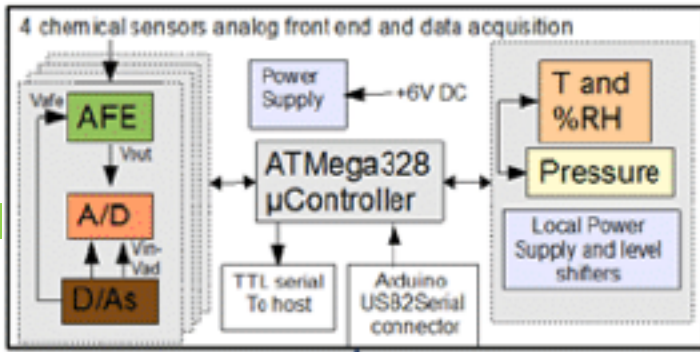 4 chemical sensors analog front end and data acquisition
Vafe
AFE
Vout
A/D
Vin-
Vad
D/As
Power
Supply
+6V DC
ATMega328
µController
TTL serial
To host
Arduino
USB2Serial
connector
T and
%RH
Pressure
Local Power
Supply and level
shifters